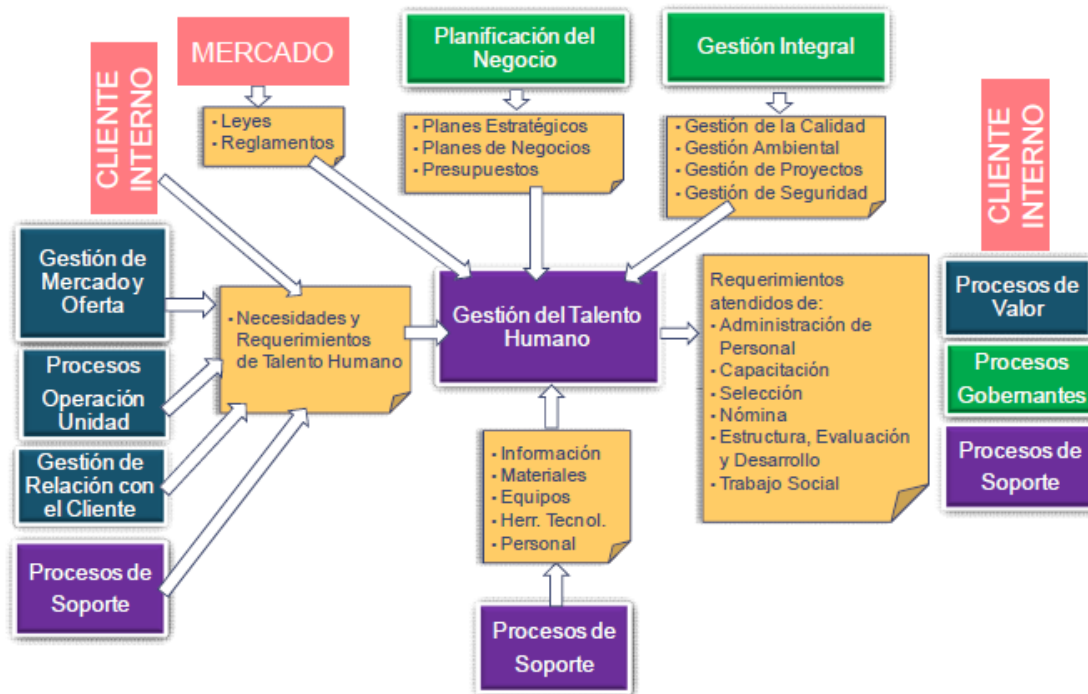 CLIENTE
INTERNO
MERCADO
• Leyes
• Reglamentos
Planificación del
Negocio
• Planes Estratégicos
• Planes de Negocios
• Presupuestos
Gestión Integral
• Gestión de la Calidad
• Gestión Ambiental
• Gestión de Proyectos
• Gestión de Seguridad
CLIENTE
INTERNO
Gestión de
Mercado y
Oferta
Procesos
Operación
Unidad
Gestión de
Relación con
el Cliente
Procesos de
Soporte
• Necesidades y
Requerimientos
de Talento Humano
Gestión del Talento
Humano
• Información
• Materiales
• Equipos
• Herr. Tecnol.
• Personal
Procesos de
Soporte
Requerimientos
atendidos de:
• Administración de
Personal
• Capacitación
• Selección
• Nómina
• Estructura, Evaluación
y Desarrollo
• Trabajo Social
Procesos de
Valor
Procesos
Gobernantes
Procesos de
Soporte